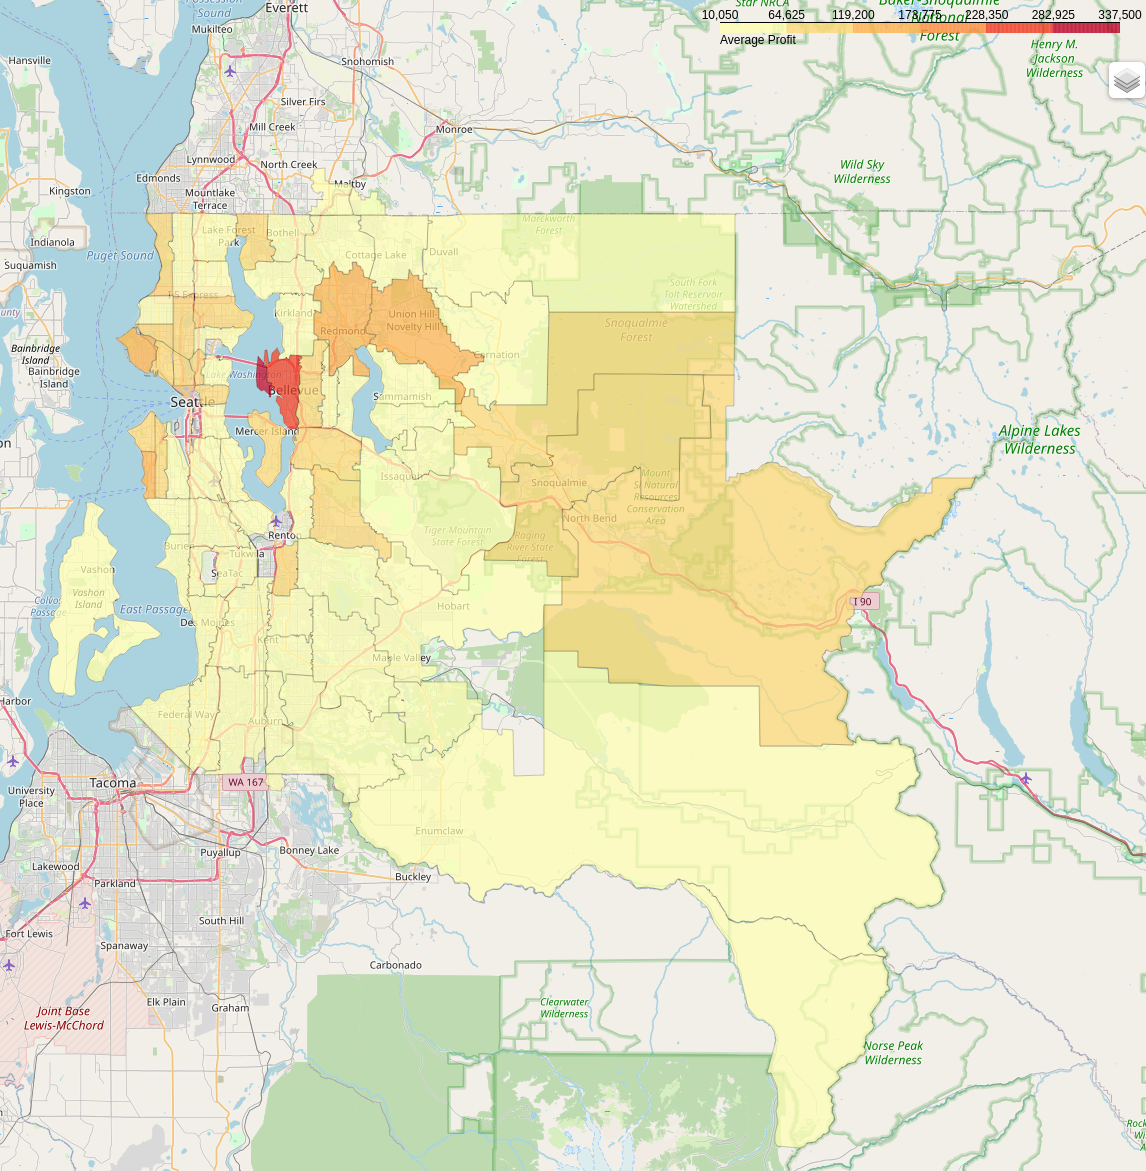 Possession
Sound
Everett
Star NRCA
Baker-Snoqualmie
National
Forest
10,050 64,625 119,200 173,775 228,350 282,925 337,500
Average Profit
Mukilteo
Hansville
Snohomish
Henry M.
Jackson
Wilderness
Silver Firs
Mill Creek
Monroe
Lynnwood
North Creek
Wild Sky
Wilderness
Edmonds
Maltby
Kingston
Mountlake
Terrace
Maeckworth
Forest
Lake Forest
Park
Bothell
Indianola
Puget Sound
Cottage Lake
Duvall
Suquamish
South Fork
Tolt Reservoir
Watershed
I 5 Express
Kirkland
Union Hill-
Novelty Hill
Redmond
Snoqualmie
Forest
Bainbridge
Island
Bainbridge
Island
Carnation
Lake Washington
Bellevue
Sammamish
Seattle
Mercer Island
Alpine Lakes
Wilderness
Issaquah
Snoqualmie
Mount
Si Natural
Resources
Conservation
Area
North Bend
Tiger Mountain
State Forest
Raging
River State
Forest
Renton
Burien
Tukwila
SeaTac
Vashon
Vashon
Island
Colvos
Passage
East Passage
Hobart
I 90
Des Moines
Kent
Maple Valley
Harbor
Federal Way
Auburn
Tacoma
WA 167
University
Place
Enumclaw
Puyallup
Bonney Lake
Lakewood
Parkland
Buckley
South Hill
Fort Lewis
Spanaway
Carbonado
Elk Plain
Graham
Joint Base
Lewis-McChord
Clearwater
Wilderness
Norse Peak
Wilderness